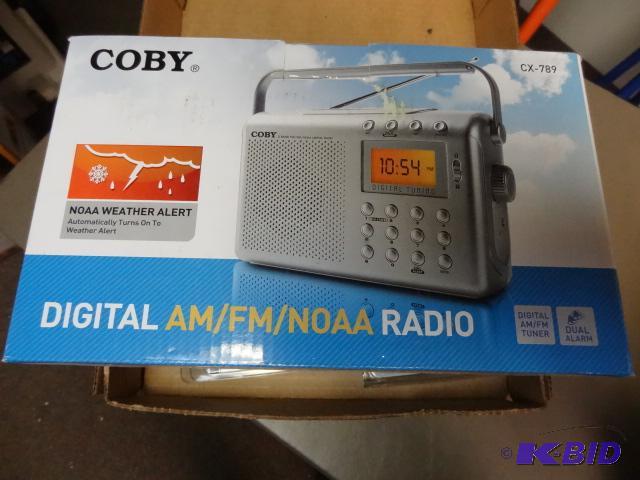 COBY®
CX-789
COBY
10:54
DIGITAL TUNING
NOAA WEATHER ALERT
Automatically Turns On To
Weather Alert
DIGITAL AM/FM/NOAA RADIO
DIGITAL
AM/FM
TUNER
DUAL
ALARM
© K-BID